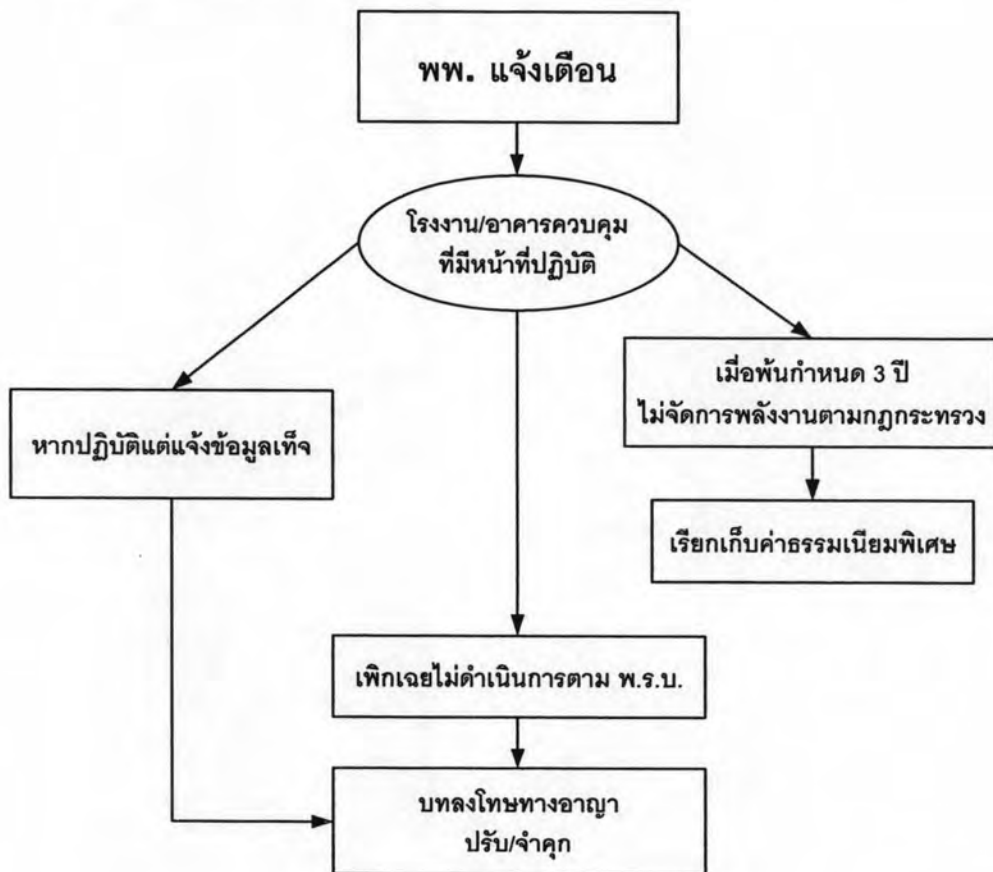 พพ. แจ้งเตือน
โรงงาน/อาคารควบคุม
ที่มีหน้าที่ปฏิบัติ
เมื่อพ้นกำหนด 3 ปี
ไม่จัดการพลังงานตามกฎกระทรวง
หากปฏิบัติแต่แจ้งข้อมูลเท็จ
เรียกเก็บค่าธรรมเนียมพิเศษ
เพิกเฉยไม่ดำเนินการตาม พ.ร.บ.
บทลงโทษทางอาญา
ปรับ/จำคุก